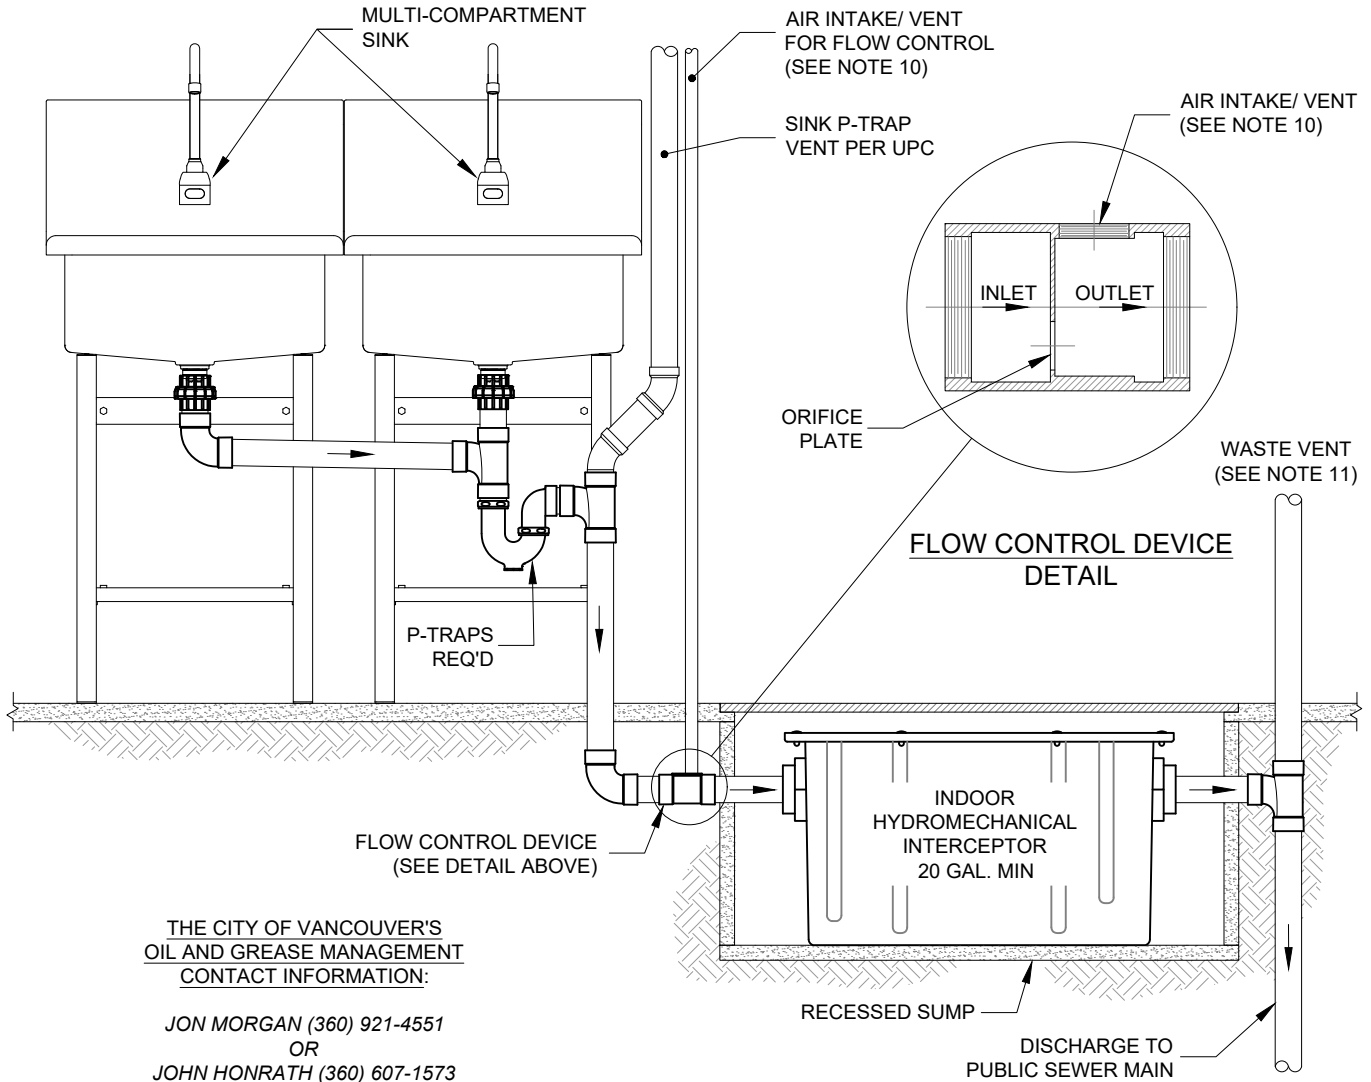 MULTI-COMPARTMENT
SINK
AIR INTAKE/ VENT
FOR FLOW CONTROL
(SEE NOTE 10)
SINK P-TRAP
VENT PER UPC
AIR INTAKE/ VENT
(SEE NOTE 10)
INLET
OUTLET
ORIFICE
PLATE
WASTE VENT
(SEE NOTE 11)
FLOW CONTROL DEVICE
DETAIL
P-TRAPS
REQ'D
INDOOR
HYDROMECHANICAL
INTERCEPTOR
20 GAL. MIN
FLOW CONTROL DEVICE
(SEE DETAIL ABOVE)
THE CITY OF VANCOUVER'S
OIL AND GREASE MANAGEMENT
CONTACT INFORMATION:
JON MORGAN (360) 921-4551
OR
JOHN HONRATH (360) 607-1573
RECESSED SUMP
DISCHARGE TO
PUBLIC SEWER MAIN